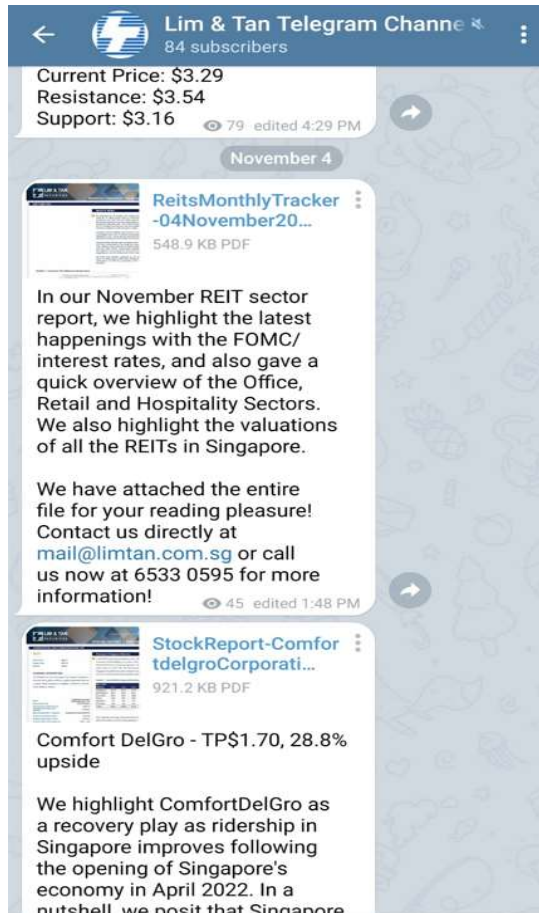 Lim & Tan Telegram Channe
84 subscribers
Current Price: $3.29
Resistance: $3.54
Support: $3.16
79 edited 4:29 PM
November 4
ReitsMonthlyTracker
-04November20...
548.9 KB PDF
In our November REIT sector
report, we highlight the latest
happenings with the FOMC/
interest rates, and also gave a
quick overview of the Office,
Retail and Hospitality Sectors.
We also highlight the valuations
of all the REITs in Singapore.
We have attached the entire
file for your reading pleasure!
Contact us directly at
mail@limtan.com.sg or call
us now at 6533 0595 for more
information!
45 edited 1:48 PM
StockReport-Comfor
tdelgroCorporati...
921.2 KB PDF
Comfort DelGro - TP$1.70, 28.8%
upside
We highlight ComfortDelGro as
a recovery play as ridership in
Singapore improves following
the opening of Singapore's
economy in April 2022. In a
nutshell, we posit that Singapore